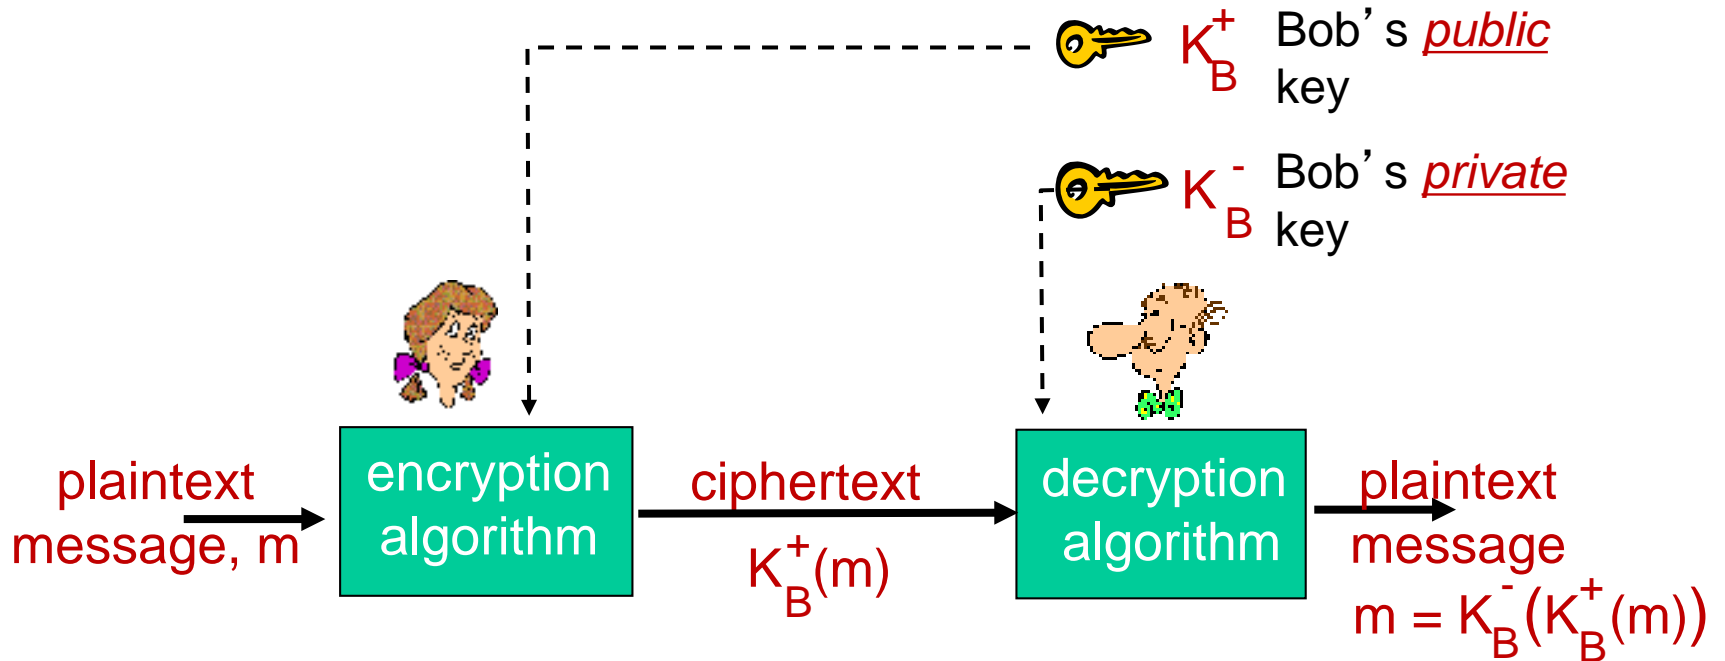 K_B^+ Bob’s public
key
K_B^- Bob’s private
key
plaintext
message, m
encryption
algorithm
ciphertext
K_B^+(m)
decryption
algorithm
plaintext
message
m = K_B^-(K_B^+(m))